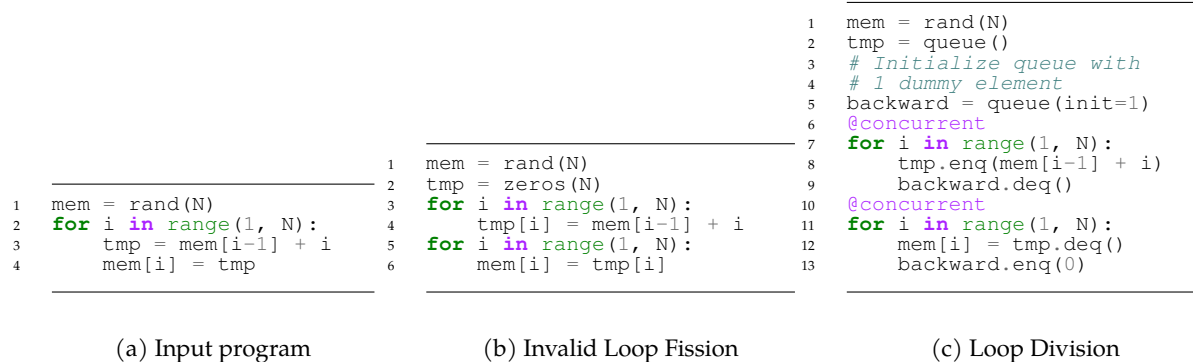 1 mem = rand(N)
2 for i in range(1, N):
3 tmp = mem[i-1] + i
4 mem[i] = tmp
(a) Input program
1 mem = rand(N)
2 tmp = zeros(N)
3 for i in range(1, N):
4 tmp[i] = mem[i-1] + i
5 for i in range(1, N):
6 mem[i] = tmp[i]
(b) Invalid Loop Fission
1 mem = rand(N)
2 tmp = queue()
3 # Initialize queue with
4 # 1 dummy element
5 backward = queue(init=1)
6 @concurrent
7 for i in range(1, N):
8 tmp.enq(mem[i-1] + i)
9 backward.deq()
10 @concurrent
11 for i in range(1, N):
12 mem[i] = tmp.deq()
13 backward.enq(0)
(c) Loop Division